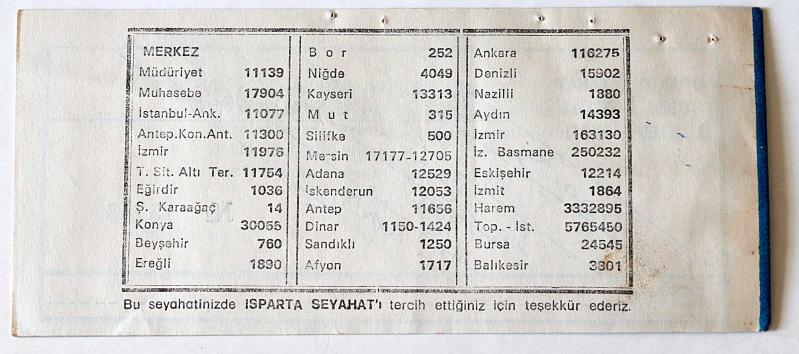 MERKEZ
Müdüriyet 11139
Muhasebe 17904
İstanbul-Ank. 11077
Antep.Kon.Ant. 11300
İzmir 11976
T. Sit. Altı Ter. 11754
Eğirdir 1036
Ş. Karaağaç 14
Konya 30055
Beyşehir 760
Ereğli 1890
Bor 252
Niğde 4049
Kayseri 13313
Mut 315
Silifke 500
Mersin 17177-12705
Adana 12529
İskenderun 12053
Antep 11656
Dinar 1150-1424
Sandıklı 1250
Afyon 1717
Ankara 116275
Denizli 15902
Nazilli 1880
Aydın 14393
İzmir 163130
İz. Basmane 250232
Eskişehir 12214
İzmit 1864
Harem 3332895
Top. - İst. 5765450
Bursa 24545
Balıkesir 3801
Bu seyahatinizde ISPARTA SEYAHAT'ı tercih ettiğiniz için teşekkür ederiz.